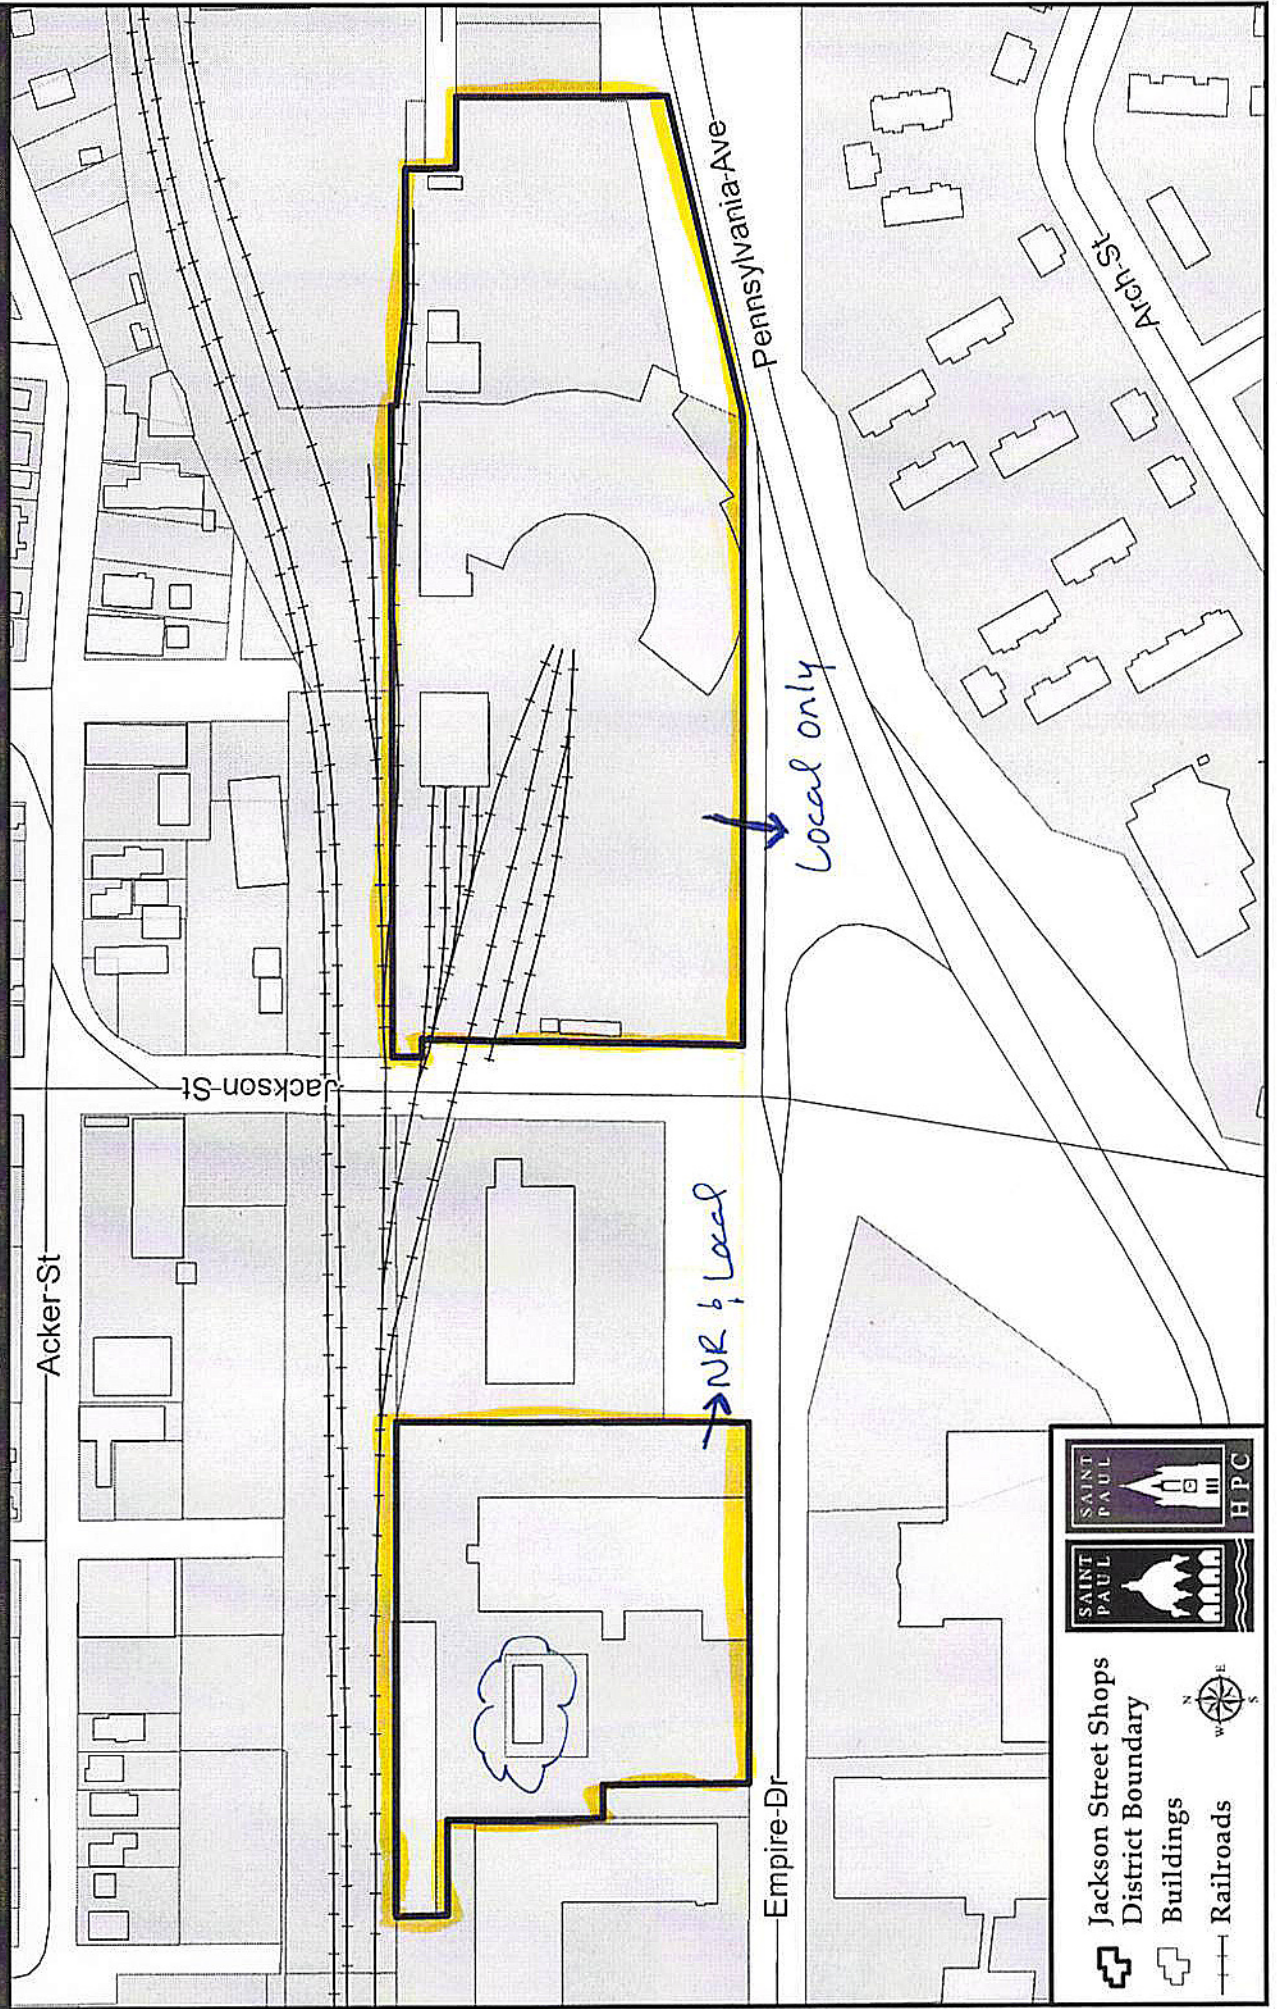 Acker-St
Jackson-St
Pennsylvania-Ave
Arch-St
Local only
NR & Local
Empire-Dr
Jackson Street Shops
District Boundary
Buildings
Railroads
N
W
E
S
SAINT
PAUL
SAINT
PAUL
HPC